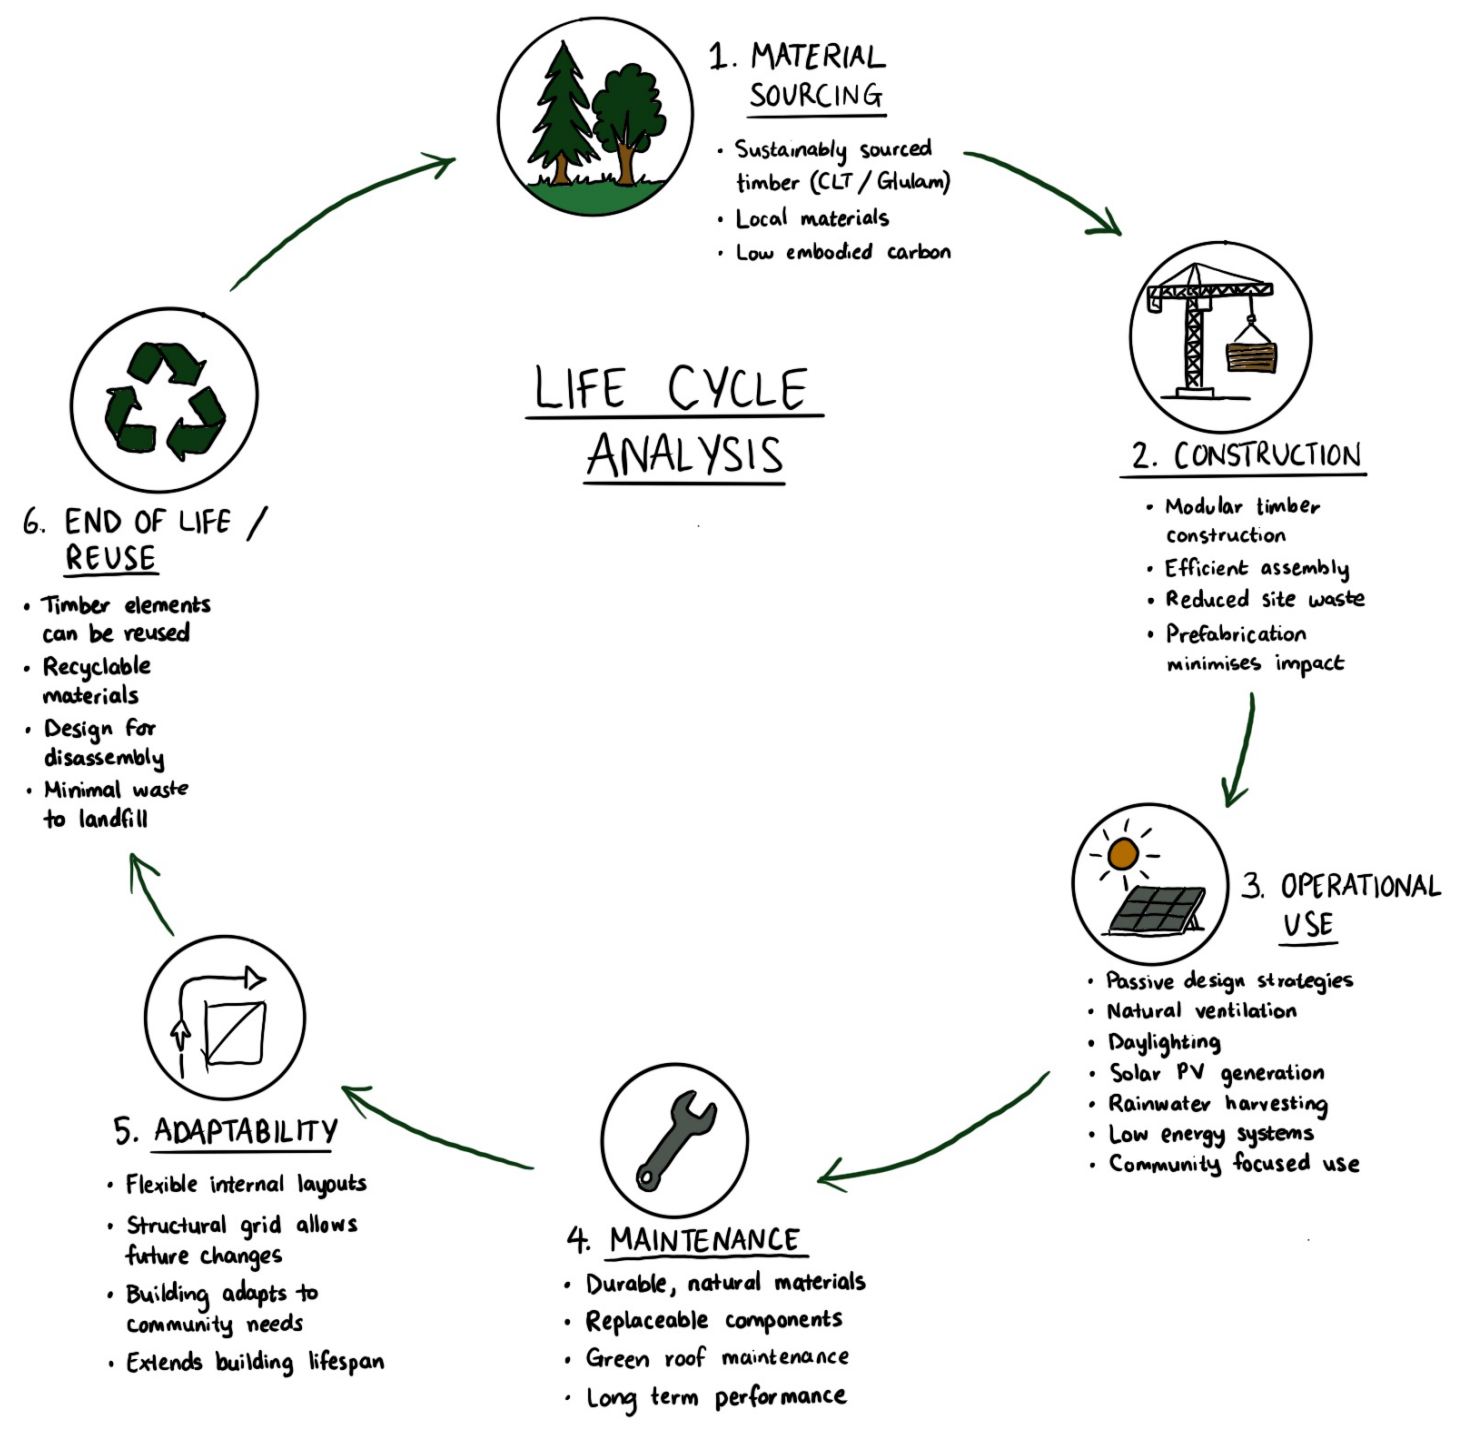 1. MATERIAL
SOURCING
• Sustainably sourced
timber (CLT / Glulam)
• Local materials
• Low embodied carbon
LIFE CYCLE
ANALYSIS
2. CONSTRUCTION
• Modular timber
construction
• Efficient assembly
• Reduced site waste
• Prefabrication
minimises impact
3. OPERATIONAL
USE
• Passive design strategies
• Natural ventilation
• Daylighting
• Solar PV generation
• Rainwater harvesting
• Low energy systems
• Community focused use
4. MAINTENANCE
• Durable, natural materials
• Replaceable components
• Green roof maintenance
• Long term performance
5. ADAPTABILITY
• Flexible internal layouts
• Structural grid allows
future changes
• Building adapts to
community needs
• Extends building lifespan
6. END OF LIFE /
REUSE
• Timber elements
can be reused
• Recyclable
materials
• Design for
disassembly
• Minimal waste
to landfill